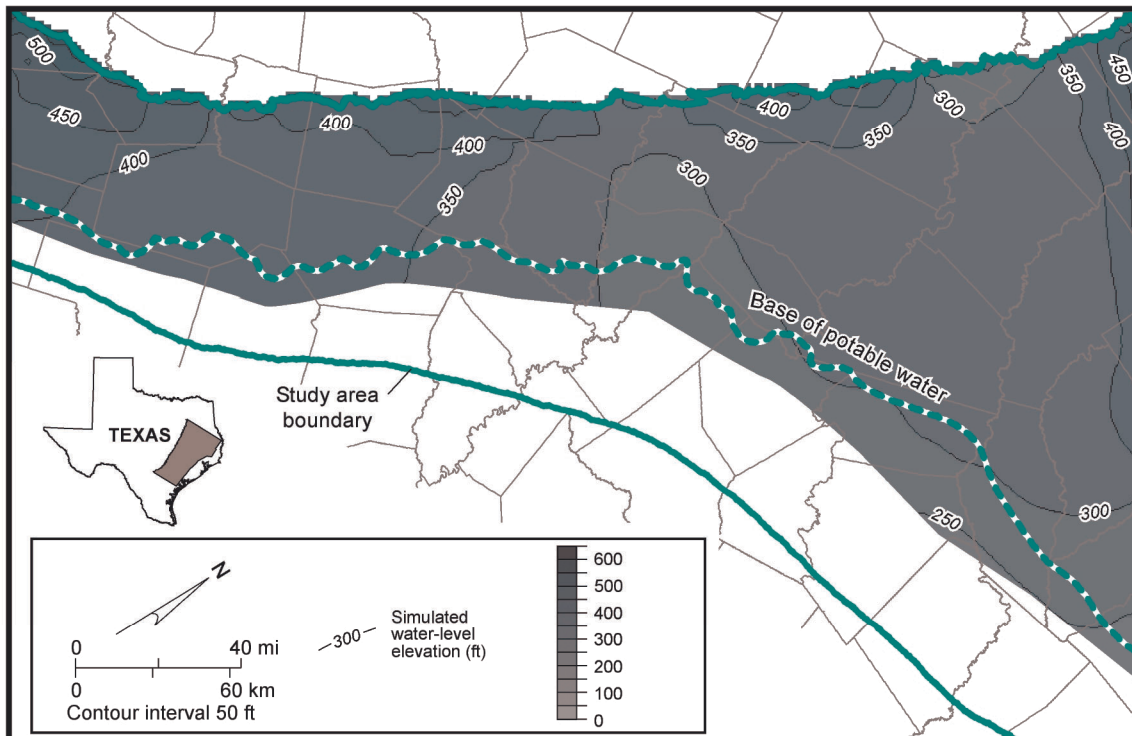 500
450
400
400
400
350
300
400
350
350
300
350
450
400
Base of potable water
Study area
boundary
TEXAS
250
300
N
0 40 mi
0 60 km
Contour interval 50 ft
300
Simulated
water-level
elevation (ft)
600
500
400
300
200
100
0